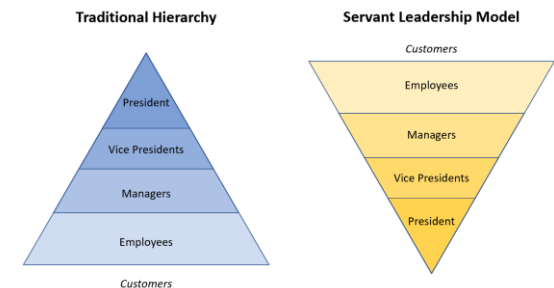 Traditional Hierarchy
President
Vice Presidents
Managers
Employees
Customers
Servant Leadership Model
Customers
Employees
Managers
Vice Presidents
President